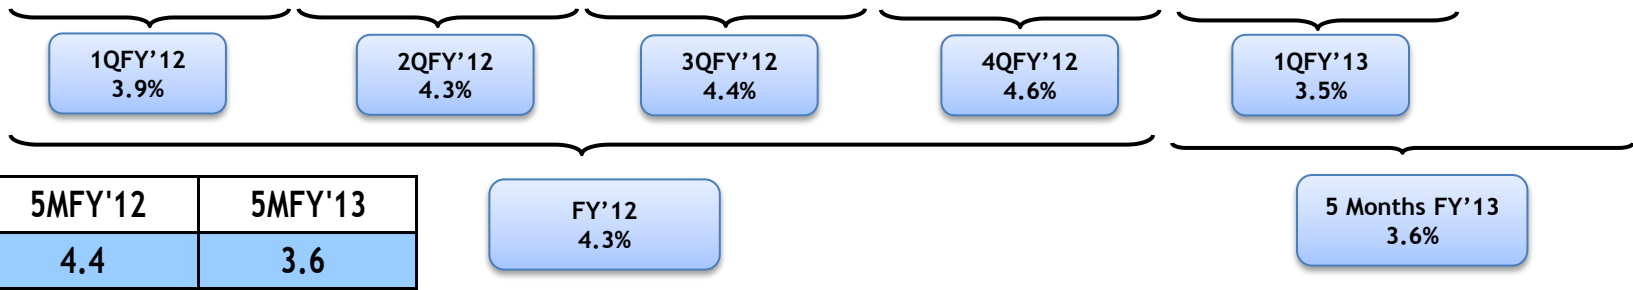 1QFY’12
3.9%
2QFY’12
4.3%
3QFY’12
4.4%
4QFY’12
4.6%
1QFY’13
3.5%
5MFY'12 5MFY'13
4.4 3.6
FY’12
4.3%
5 Months FY’13
3.6%